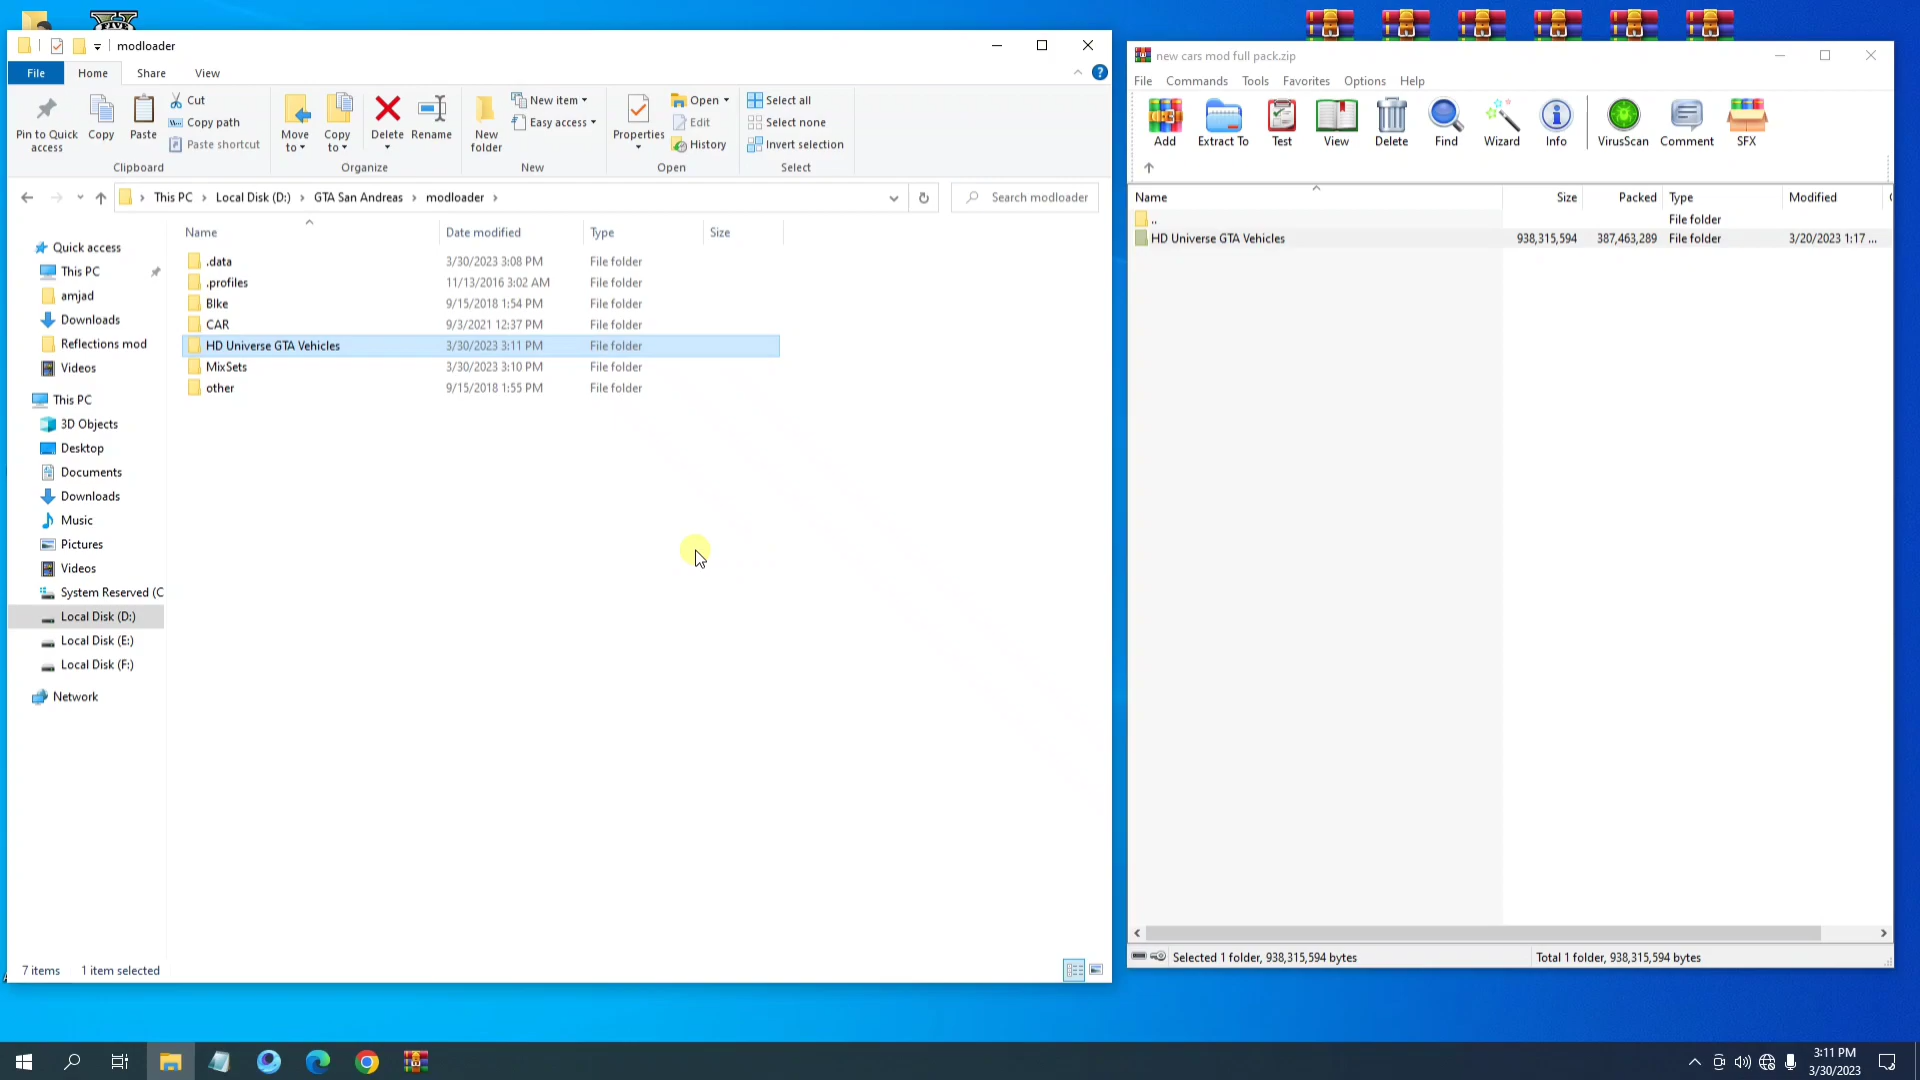 FIVE
modloader
File Home Share View
Pin to Quick access
Copy
Paste
Cut
Copy path
Paste shortcut
Clipboard
Move to
Copy to
Delete
Rename
Organize
New folder
New item
Easy access
New
Properties
Open
Edit
History
Open
Select all
Select none
Invert selection
Select
This PC > Local Disk (D:) > GTA San Andreas > modloader >
Search modloader
Name Date modified Type Size
.data 3/30/2023 3:08 PM File folder
.profiles 11/13/2016 3:02 AM File folder
BIke 9/15/2018 1:54 PM File folder
CAR 9/3/2021 12:37 PM File folder
HD Universe GTA Vehicles 3/30/2023 3:11 PM File folder
MixSets 3/30/2023 3:10 PM File folder
other 9/15/2018 1:55 PM File folder
Quick access
This PC
amjad
Downloads
Reflections mod
Videos
This PC
3D Objects
Desktop
Documents
Downloads
Music
Pictures
Videos
System Reserved (C
Local Disk (D:)
Local Disk (E:)
Local Disk (F:)
Network
7 items 1 item selected
new cars mod full pack.zip
File Commands Tools Favorites Options Help
Add Extract To Test View Delete Find Wizard Info VirusScan Comment SFX
Name Size Packed Type Modified
.. File folder
HD Universe GTA Vehicles 938,315,594 387,463,289 File folder 3/20/2023 1:17 ...
Selected 1 folder, 938,315,594 bytes
Total 1 folder, 938,315,594 bytes
3:11 PM
3/30/2023